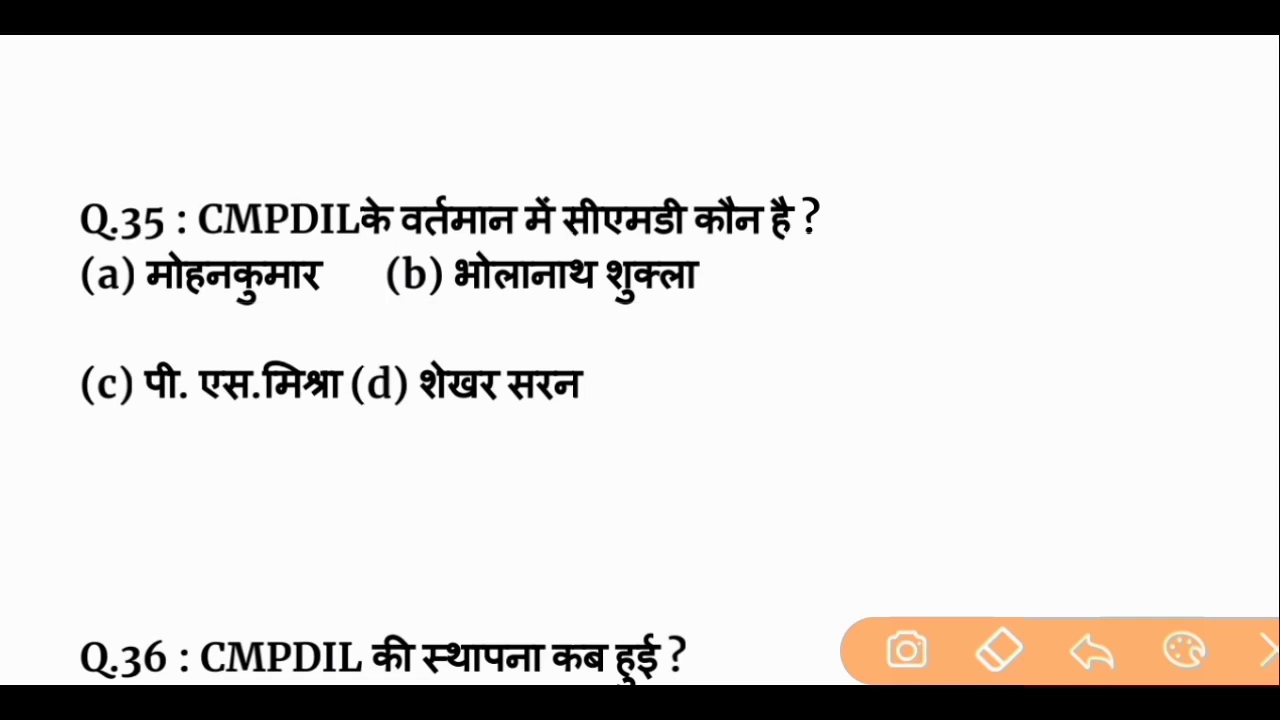 Q.35 : CMPDILके वर्तमान में सीएमडी कौन है ?
(a) मोहनकुमार (b) भोलानाथ शुक्ला
(c) पी. एस.मिश्रा (d) शेखर सरन
Q.36 : CMPDIL की स्थापना कब हुई ?